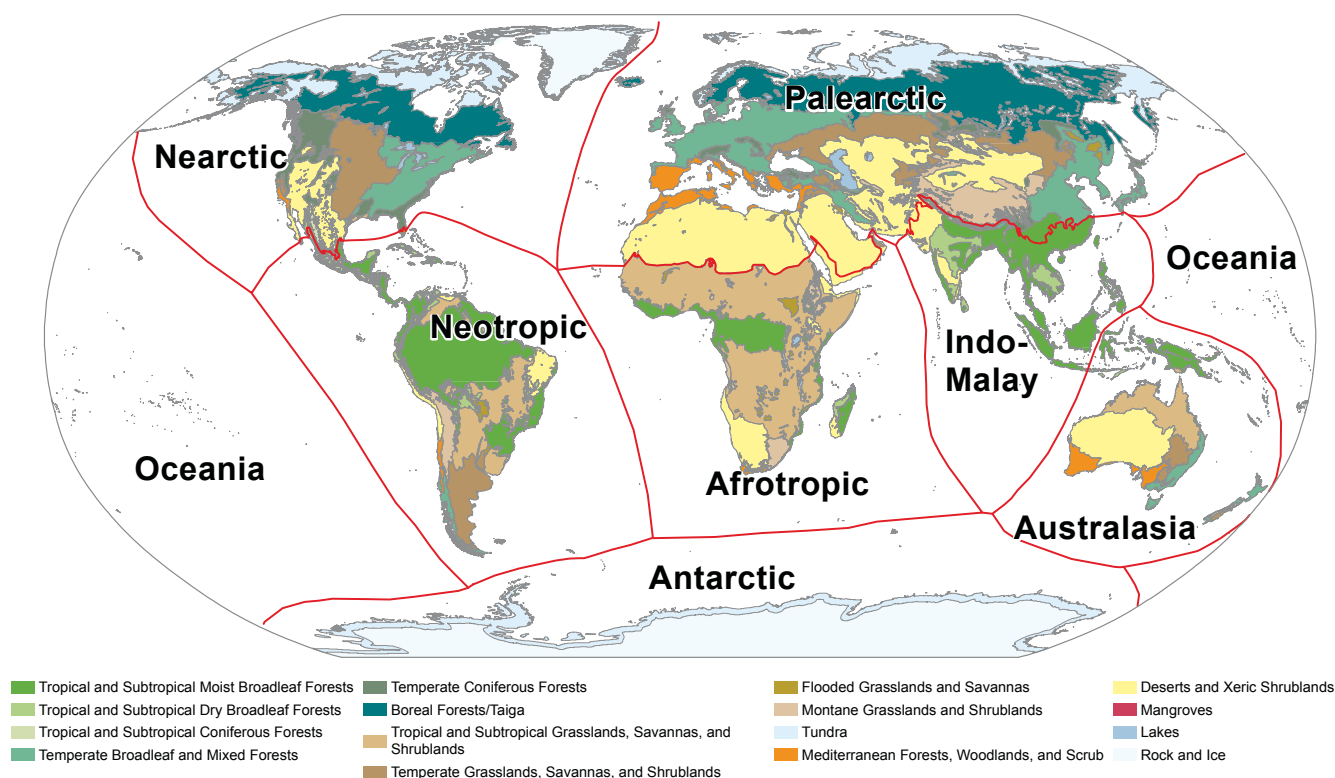 Palearctic
Nearctic
Oceania
Neotropic
Indo-
Malay
Oceania
Afrotropic
Australasia
Antarctic
Tropical and Subtropical Moist Broadleaf Forests
Tropical and Subtropical Dry Broadleaf Forests
Tropical and Subtropical Coniferous Forests
Temperate Broadleaf and Mixed Forests
Temperate Coniferous Forests
Boreal Forests/Taiga
Tropical and Subtropical Grasslands, Savannas, and
Shrublands
Temperate Grasslands, Savannas, and Shrublands
Flooded Grasslands and Savannas
Montane Grasslands and Shrublands
Tundra
Mediterranean Forests, Woodlands, and Scrub
Deserts and Xeric Shrublands
Mangroves
Lakes
Rock and Ice